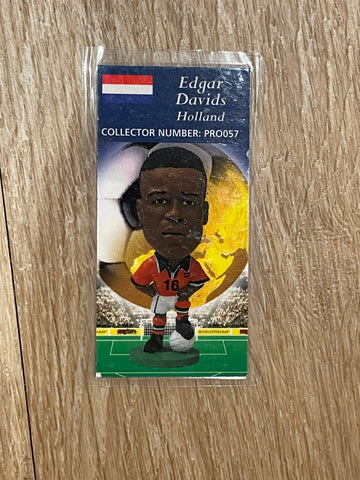 Edgar
Davids
Holland
COLLECTOR NUMBER: PRO057
16